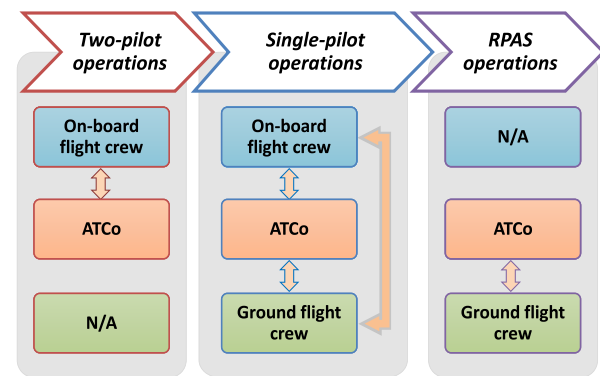 Two-pilot
operations
Single-pilot
operations
RPAS
operations
On-board
flight crew
ATCo
N/A
On-board
flight crew
ATCo
Ground flight
crew
N/A
ATCo
Ground flight
crew